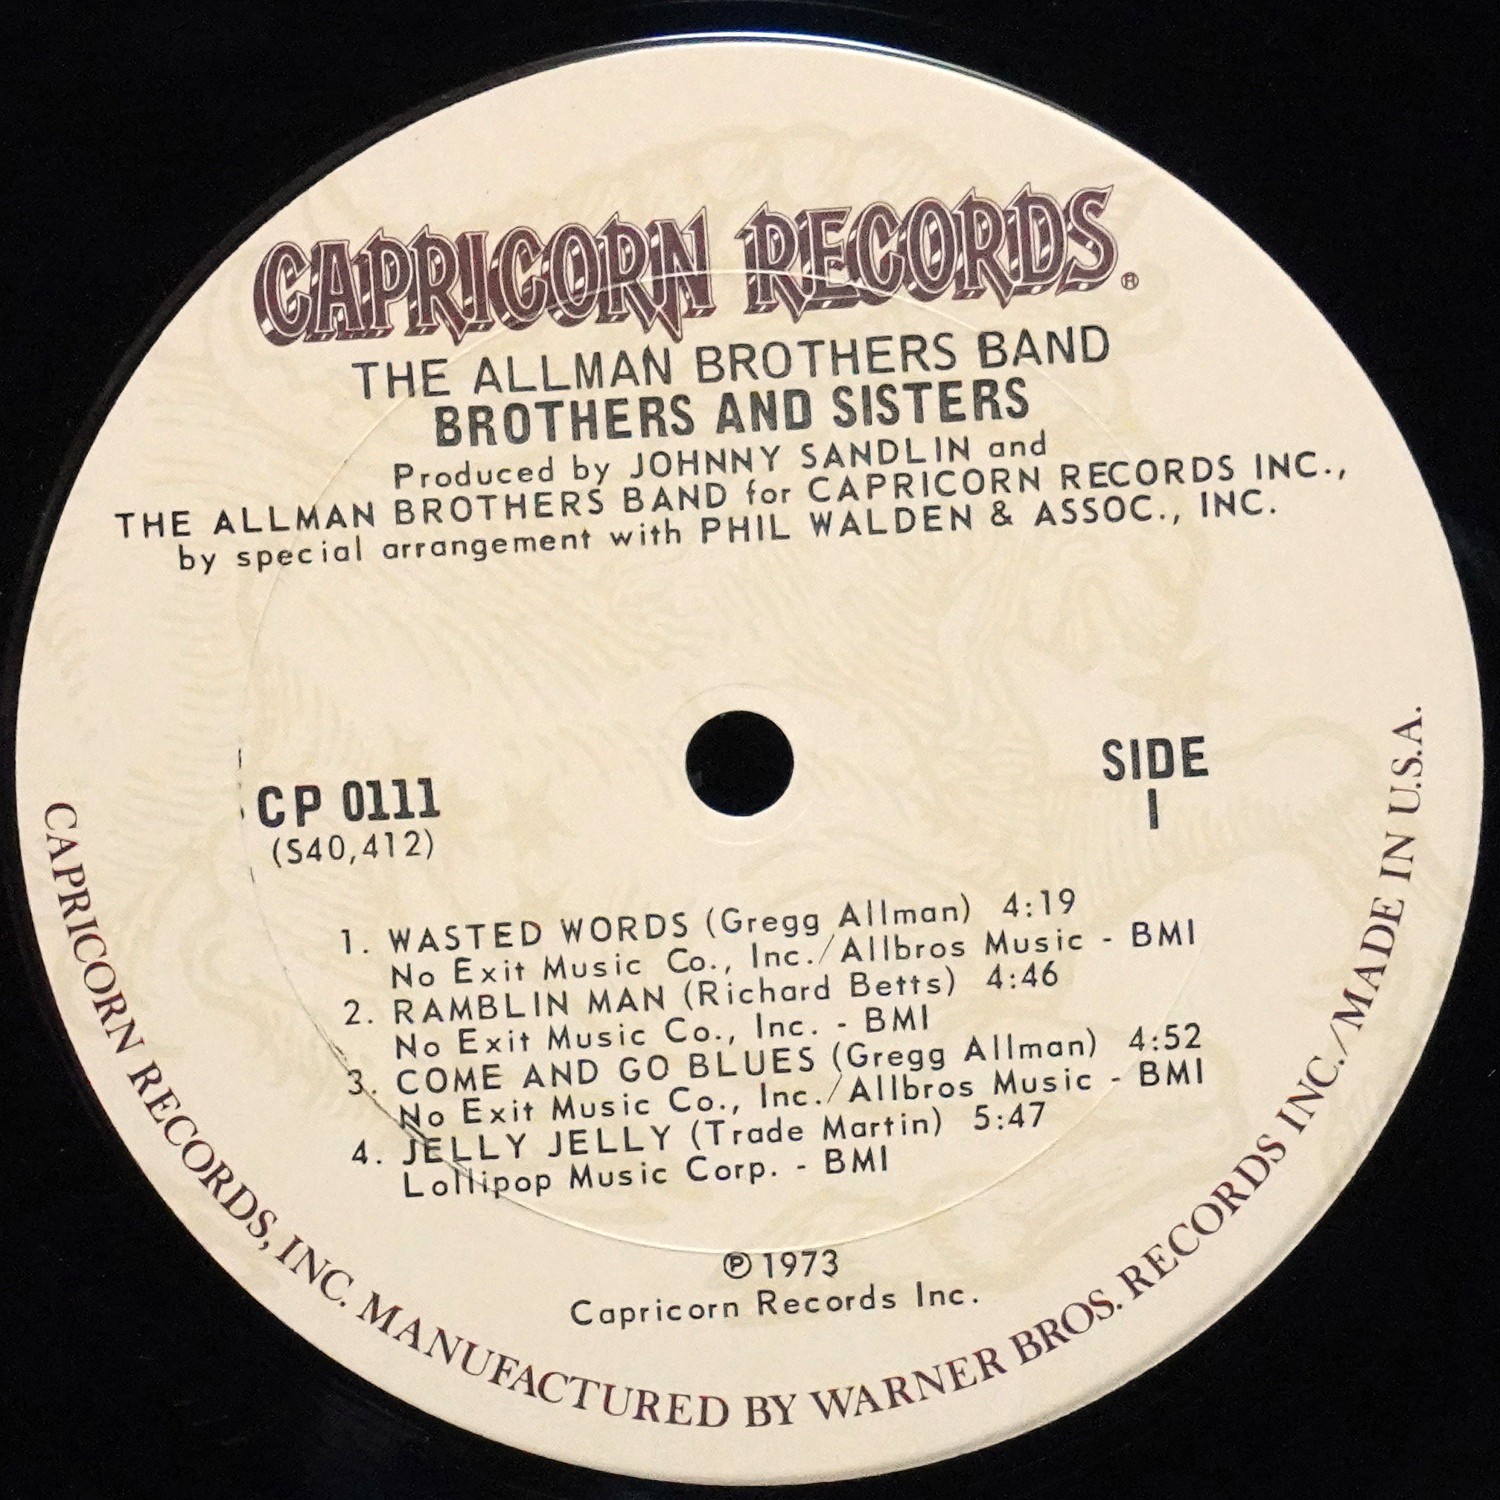 CAPRICORN RECORDS®
THE ALLMAN BROTHERS BAND
BROTHERS AND SISTERS
Produced by JOHNNY SANDLIN and
THE ALLMAN BROTHERS BAND for CAPRICORN RECORDS INC.,
by special arrangement with PHIL WALDEN & ASSOC., INC.
CP 0111
(S40,412)
SIDE
1
1. WASTED WORDS (Gregg Allman) 4:19
No Exit Music Co., Inc./Allbros Music - BMI
2. RAMBLIN MAN (Richard Betts) 4:46
No Exit Music Co., Inc. - BMI
3. COME AND GO BLUES (Gregg Allman) 4:52
No Exit Music Co., Inc./Allbros Music - BMI
4. JELLY JELLY (Trade Martin) 5:47
Lollipop Music Corp. - BMI
℗ 1973
Capricorn Records Inc.
CAPRICORN RECORDS, INC. MANUFACTURED BY WARNER BROS. RECORDS INC./MADE IN U.S.A.